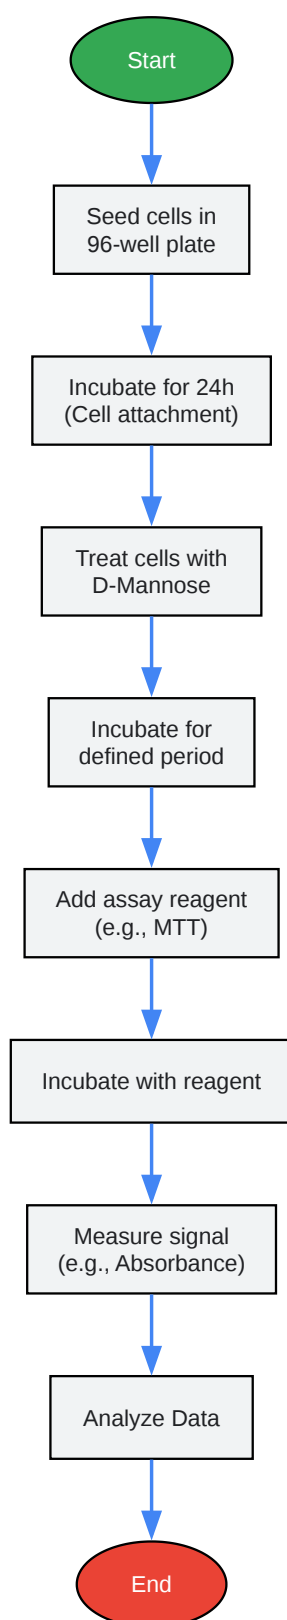 Start
Seed cells in
96-well plate
Incubate for 24h
(Cell attachment)
Treat cells with
D-Mannose
Incubate for
defined period
Add assay reagent
(e.g., MTT)
Incubate with reagent
Measure signal
(e.g., Absorbance)
Analyze Data
End